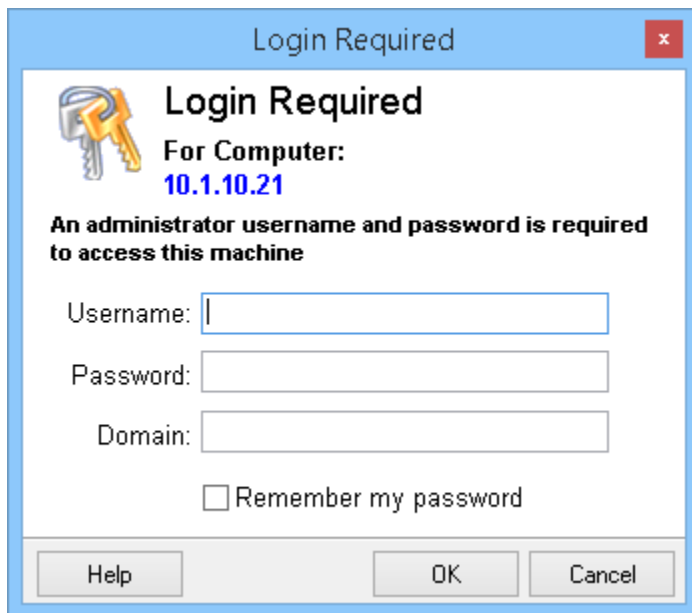 Login Required
x
Login Required
For Computer:
10.1.10.21
An administrator username and password is required
to access this machine
Username:
Password:
Domain:
Remember my password
Help
OK
Cancel